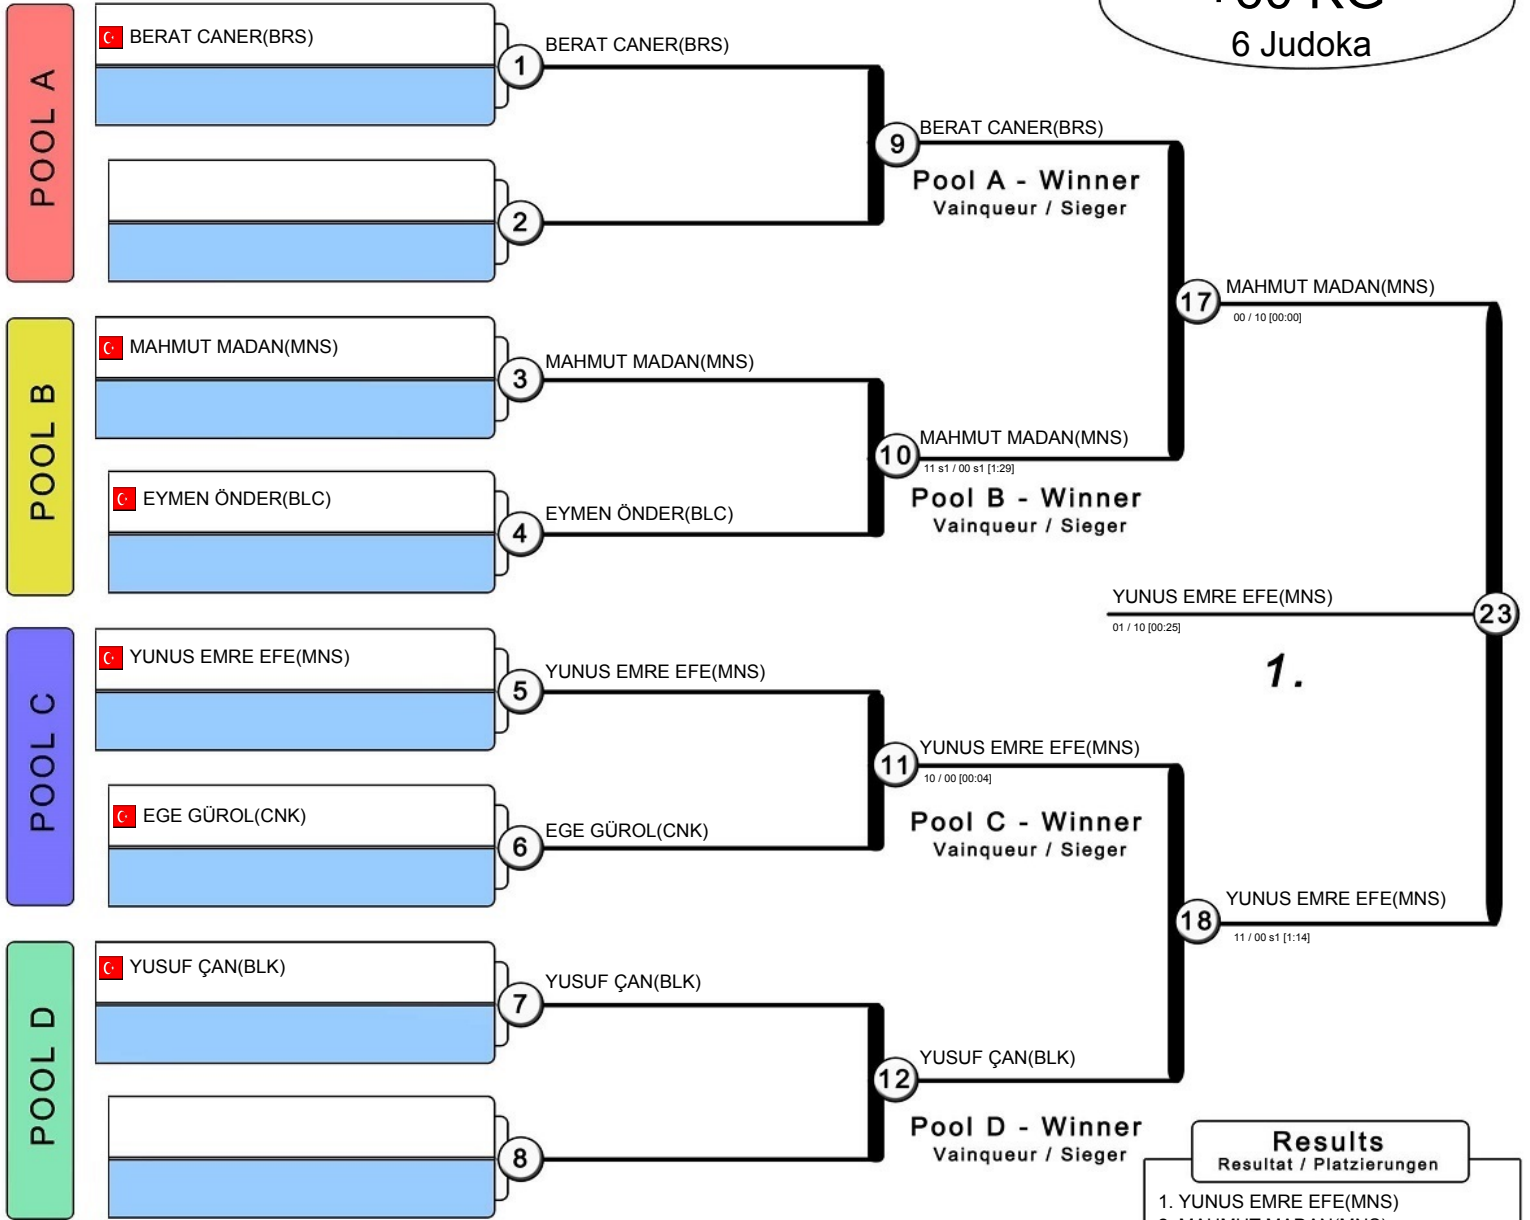 KG
6 Judoka
POOL A
BERAT CANER(BRS)
1
BERAT CANER(BRS)
2
9
BERAT CANER(BRS)
Pool A - Winner
Vainqueur / Sieger
17
MAHMUT MADAN(MNS)
00 / 10 [00:00]
POOL B
MAHMUT MADAN(MNS)
3
MAHMUT MADAN(MNS)
EYMEN ÖNDER(BLC)
4
EYMEN ÖNDER(BLC)
10
MAHMUT MADAN(MNS)
11 s1 / 00 s1 [1:29]
Pool B - Winner
Vainqueur / Sieger
YUNUS EMRE EFE(MNS)
01 / 10 [00:25]
23
1.
POOL C
YUNUS EMRE EFE(MNS)
5
YUNUS EMRE EFE(MNS)
EGE GÜROL(CNK)
6
EGE GÜROL(CNK)
11
YUNUS EMRE EFE(MNS)
10 / 00 [00:04]
Pool C - Winner
Vainqueur / Sieger
18
YUNUS EMRE EFE(MNS)
11 / 00 s1 [1:14]
POOL D
YUSUF ÇAN(BLK)
7
YUSUF ÇAN(BLK)
8
12
YUSUF ÇAN(BLK)
Pool D - Winner
Vainqueur / Sieger
Results
Resultat / Platzierungen
1. YUNUS EMRE EFE(MNS)
2. MAHMUT MADAN(MNS)